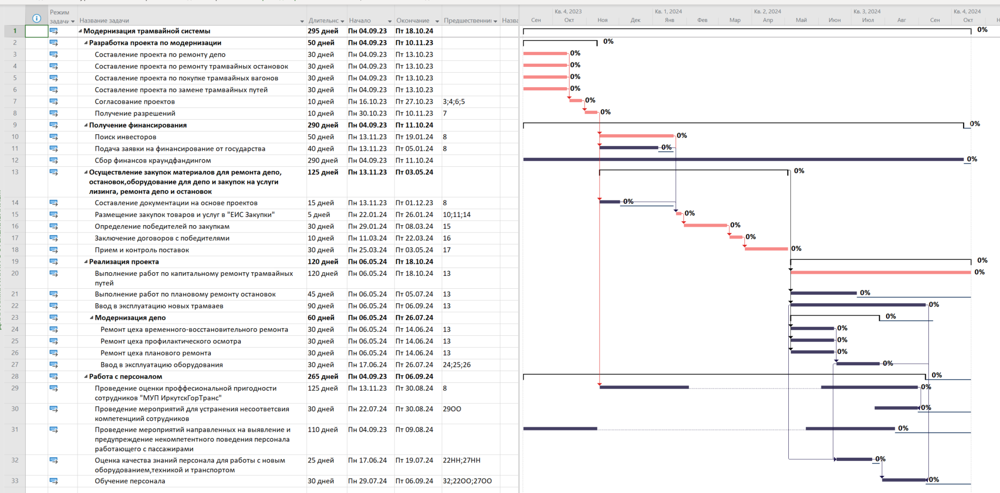 Режим задачи Название задачи Длительнс Начало Окончание Предшественни Назва
Кв. 4, 2023 Кв. 1, 2024 Кв. 2, 2024 Кв. 3, 2024 Кв. 4, 2024
Сен Окт Ноя Дек Янв Фев Мар Апр Май Июн Июл Авг Сен Окт Н
1 Модернизация трамвайной системы 295 дней Пн 04.09.23 Пт 18.10.24 0%
2 Разработка проекта по модернизации 50 дней Пн 04.09.23 Пт 10.11.23 0%
3 Составление проекта по ремонту депо 30 дней Пн 04.09.23 Пт 13.10.23 0%
4 Составление проекта по ремонту трамвайных остановок 30 дней Пн 04.09.23 Пт 13.10.23 0%
5 Составление проекта по покупке трамвайных вагонов 30 дней Пн 04.09.23 Пт 13.10.23 0%
6 Составление проекта по замене трамвайных путей 30 дней Пн 04.09.23 Пт 13.10.23 0%
7 Согласование проектов 10 дней Пн 16.10.23 Пт 27.10.23 3;4;6;5 0%
8 Получение разрешений 10 дней Пн 30.10.23 Пт 10.11.23 7 0%
9 Получение финансирования 290 дней Пн 04.09.23 Пт 11.10.24 0%
10 Поиск инвесторов 50 дней Пн 13.11.23 Пт 19.01.24 8 0%
11 Подача заявки на финансирование от государства 40 дней Пн 13.11.23 Пт 05.01.24 8 0%
12 Сбор финансов краундфандингом 290 дней Пн 04.09.23 Пт 11.10.24 0%
13 Осуществление закупок материалов для ремонта депо, 125 дней Пн 13.11.23 Пт 03.05.24 0%
остановок,оборудование для депо и закупок на услуги
лизинга, ремонта депо и остановок
14 Составление документации на основе проектов 15 дней Пн 13.11.23 Пт 01.12.23 8 0%
15 Размещение закупок товаров и услуг в "ЕИС Закупки" 5 дней Пн 22.01.24 Пт 26.01.24 10;11;14 0%
16 Определение победителей по закупкам 30 дней Пн 29.01.24 Пт 08.03.24 15 0%
17 Заключение договоров с победителями 10 дней Пн 11.03.24 Пт 22.03.24 16 0%
18 Прием и контроль поставок 30 дней Пн 25.03.24 Пт 03.05.24 17 0%
19 Реализация проекта 120 дней Пн 06.05.24 Пт 18.10.24 0%
20 Выполнение работ по капитальному ремонту трамвайных 120 дней Пн 06.05.24 Пт 18.10.24 13 0%
путей
21 Выполнение работ по плановому ремонту остановок 45 дней Пн 06.05.24 Пт 05.07.24 13 0%
22 Ввод в эксплуатацию новых трамваев 90 дней Пн 06.05.24 Пт 06.09.24 13 0%
23 Модернизация депо 60 дней Пн 06.05.24 Пт 26.07.24 0%
24 Ремонт цеха временного-восстановительного ремонта 30 дней Пн 06.05.24 Пт 14.06.24 13 0%
25 Ремонт цеха профилактического осмотра 30 дней Пн 06.05.24 Пт 14.06.24 13 0%
26 Ремонт цеха планового ремонта 30 дней Пн 06.05.24 Пт 14.06.24 13 0%
27 Ввод в эксплуатацию оборудования 30 дней Пн 17.06.24 Пт 26.07.24 24;25;26 0%
28 Работа с персоналом 265 дней Пн 04.09.23 Пт 06.09.24 0%
29 Проведение оценки проффесиональной пригодности 125 дней Пн 13.11.23 Пт 30.08.24 8 0%
сотрудников "МУП ИркутскГорТранс"
30 Проведение мероприятий для устранения несоответсвия 30 дней Пн 22.07.24 Пт 30.08.24 29ОО 0%
компетенциий сотрудников
31 Проведение мероприятий направленных на выявление и 110 дней Пн 04.09.23 Пт 09.08.24 0%
предупреждение некомпетентного поведения персонала
работающего с пассажирами
32 Оценка качества знаний персонала для работы с новым 25 дней Пн 17.06.24 Пт 19.07.24 22НН;27НН 0%
оборудованием,техникой и транспортом
33 Обучение персонала 30 дней Пн 29.07.24 Пт 06.09.24 32;22ОО;27ОО 0%